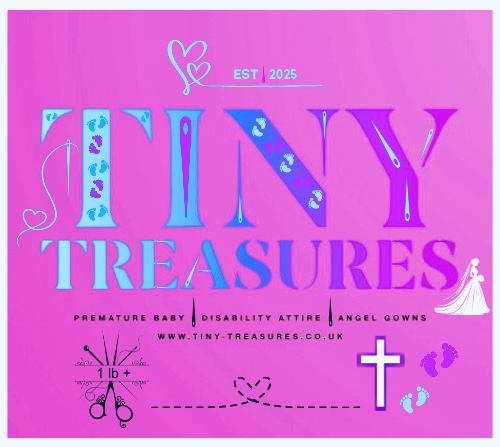 EST 2025
TINY
TREASURES
PREMATURE BABY DISABILITY ATTIRE ANGEL GOWNS
WWW.TINY-TREASURES.CO.UK
1 lb +